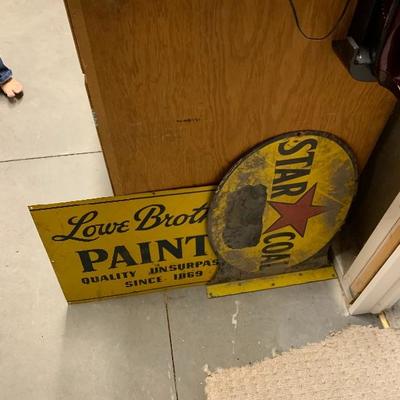 Lowe Broth
PAINT
QUALITY UNSURPAS
SINCE 1869
STAR
COAL